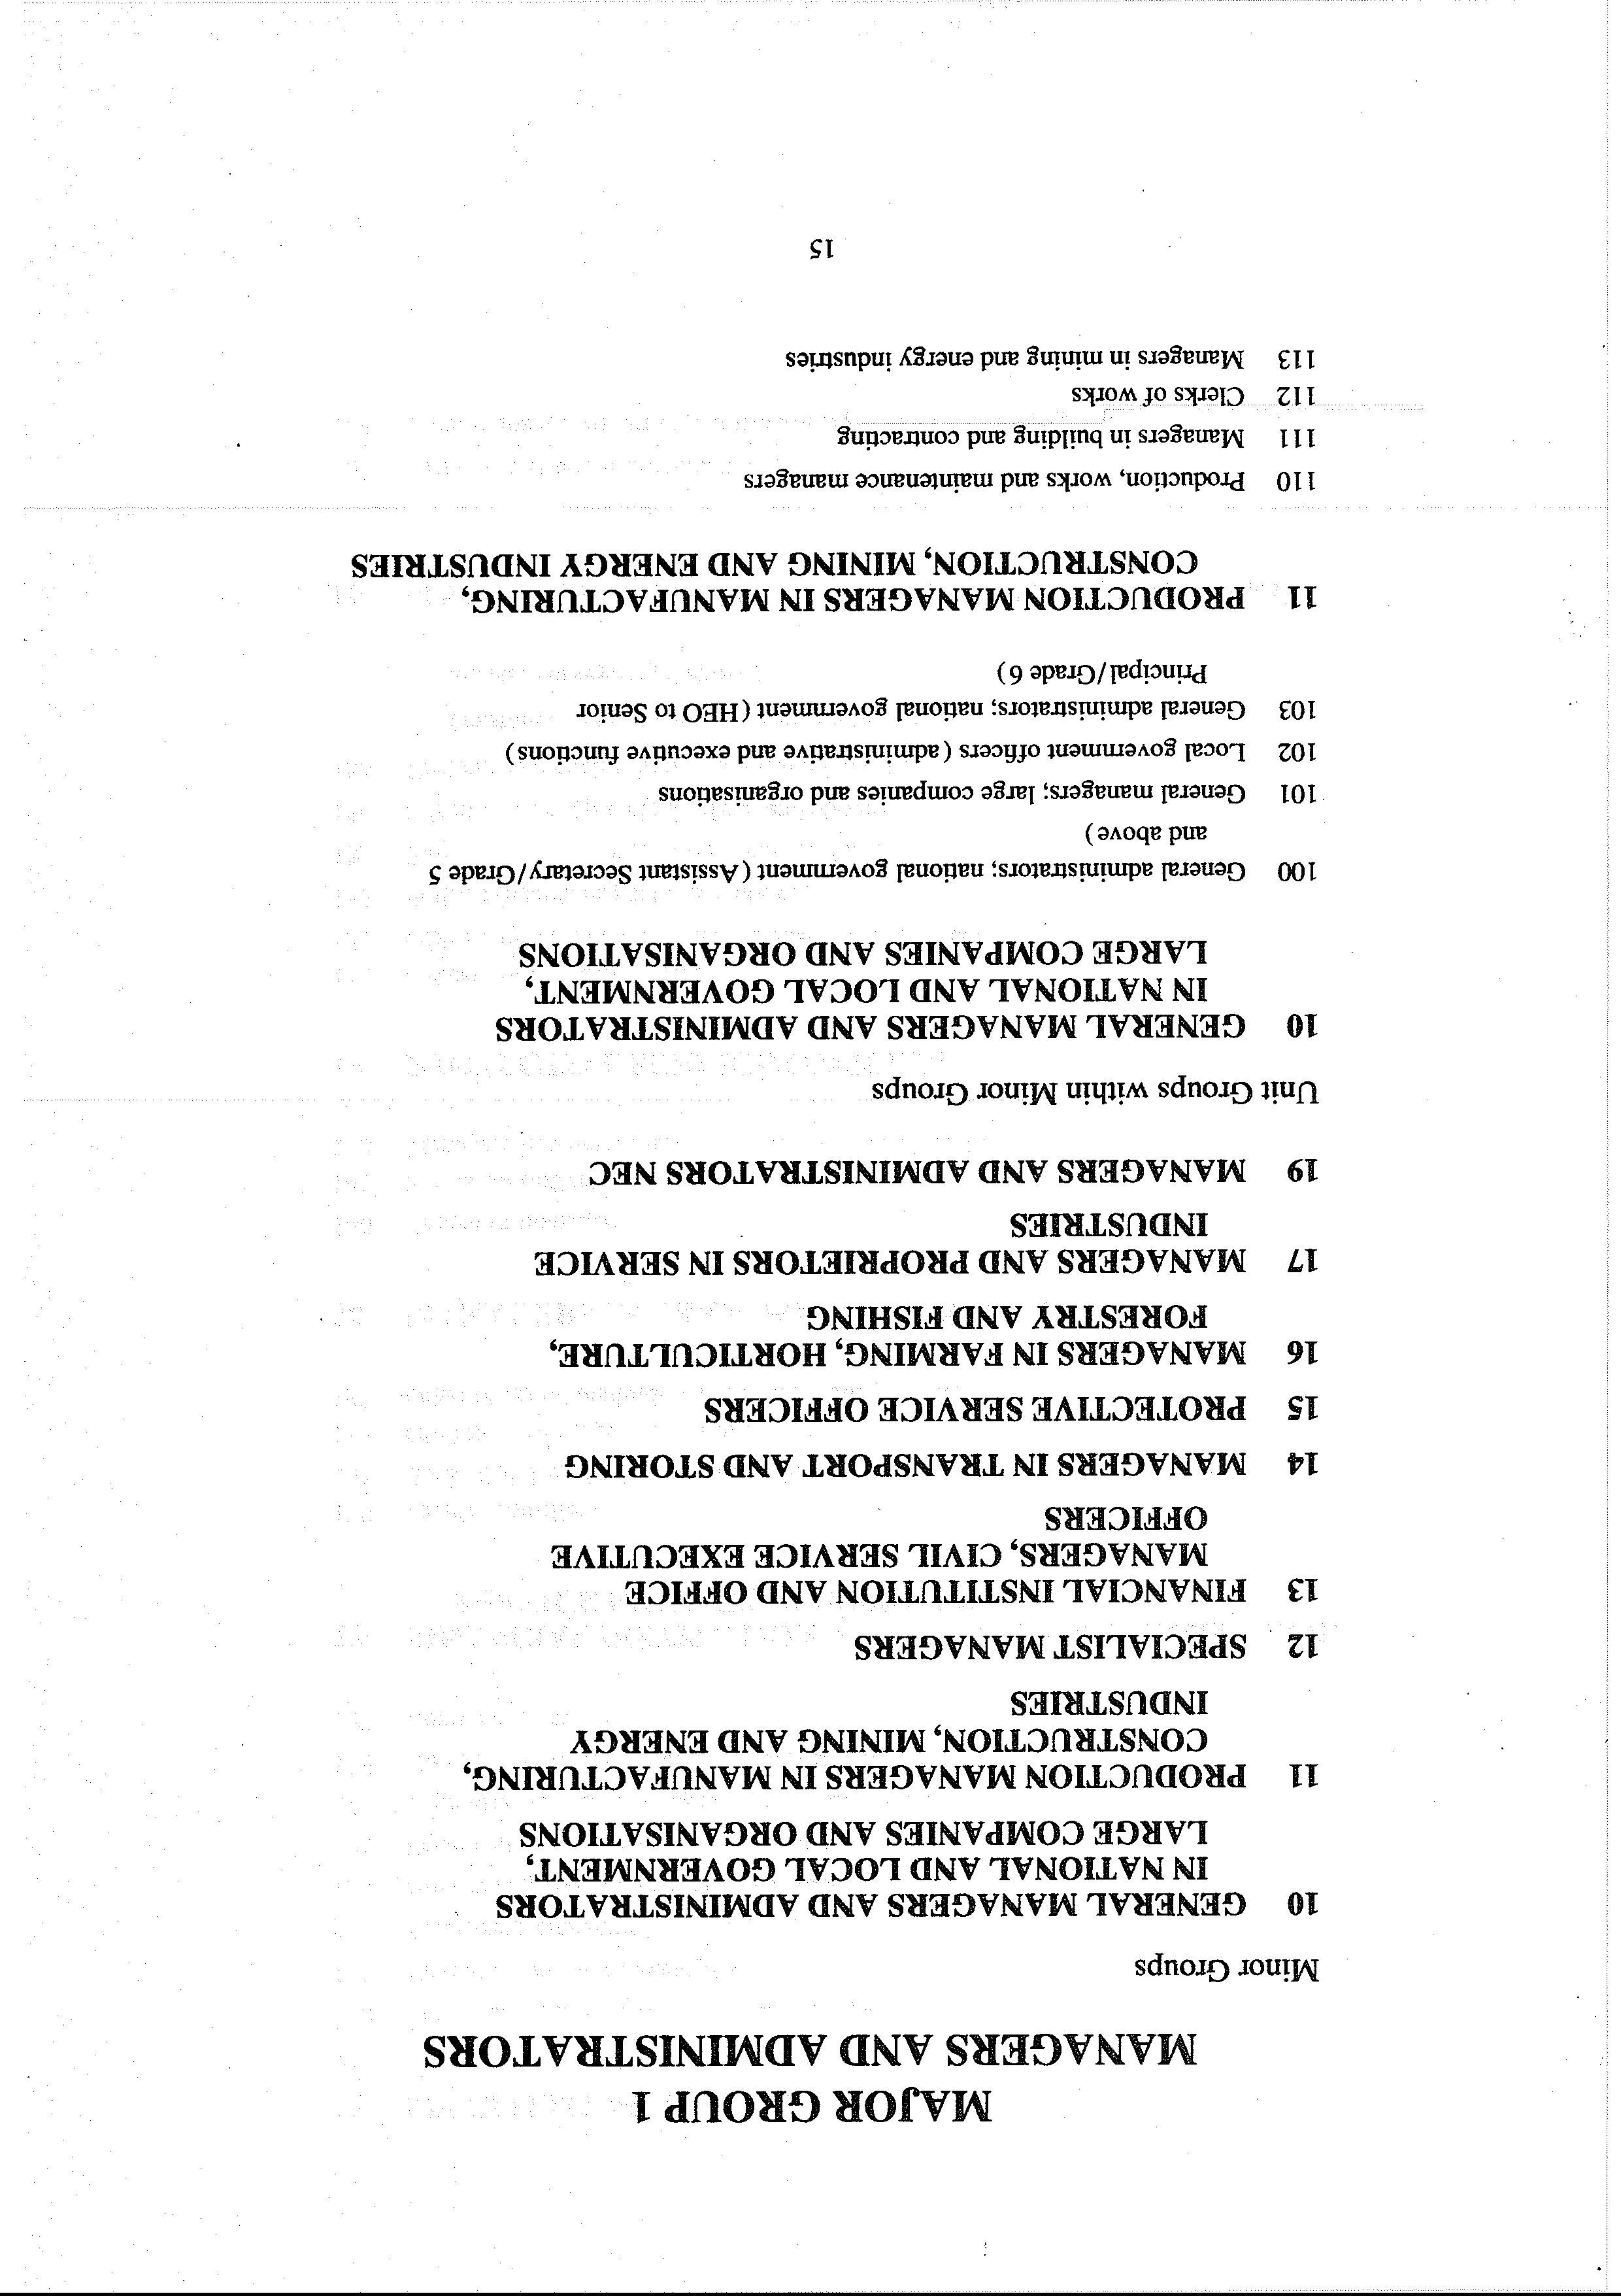 MAJOR GROUP 1
MANAGERS AND ADMINISTRATORS
Minor Groups
10 GENERAL MANAGERS AND ADMINISTRATORS
IN NATIONAL AND LOCAL GOVERNMENT,
LARGE COMPANIES AND ORGANISATIONS
11 PRODUCTION MANAGERS IN MANUFACTURING,
CONSTRUCTION, MINING AND ENERGY
INDUSTRIES
12 SPECIALIST MANAGERS
13 FINANCIAL INSTITUTION AND OFFICE
MANAGERS, CIVIL SERVICE EXECUTIVE
OFFICERS
14 MANAGERS IN TRANSPORT AND STORING
15 PROTECTIVE SERVICE OFFICERS
16 MANAGERS IN FARMING, HORTICULTURE,
FORESTRY AND FISHING
17 MANAGERS AND PROPRIETORS IN SERVICE
INDUSTRIES
19 MANAGERS AND ADMINISTRATORS NEC
Unit Groups within Minor Groups
10 GENERAL MANAGERS AND ADMINISTRATORS
IN NATIONAL AND LOCAL GOVERNMENT,
LARGE COMPANIES AND ORGANISATIONS
100 General administrators; national government (Assistant Secretary/Grade 5
and above)
101 General managers; large companies and organisations
102 Local government officers (administrative and executive functions)
103 General administrators; national government (HEO to Senior
Principal/Grade 6)
11 PRODUCTION MANAGERS IN MANUFACTURING,
CONSTRUCTION, MINING AND ENERGY INDUSTRIES
110 Production, works and maintenance managers
111 Managers in building and contracting
112 Clerks of works
113 Managers in mining and energy industries
15